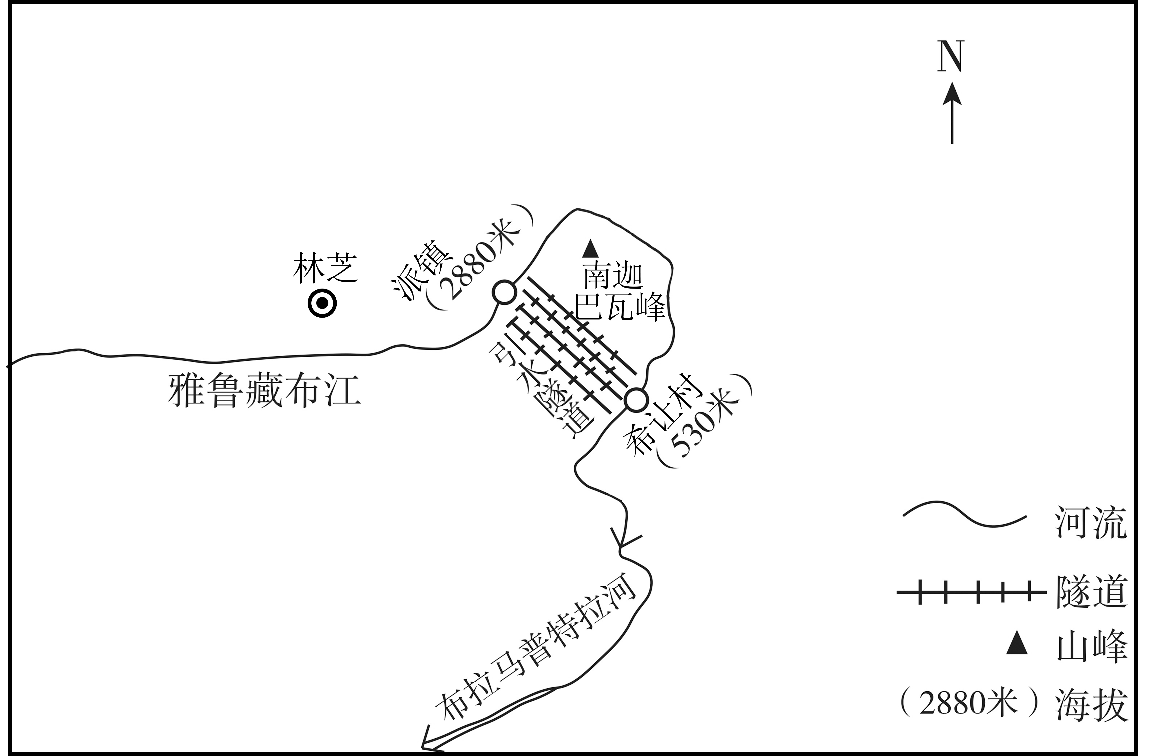 N
林芝
派镇
（2880米）
南迦
巴瓦峰
引水隧道
雅鲁藏布江
希让村
（530米）
布拉马普特拉河
河流
隧道
山峰
（2880米）海拔